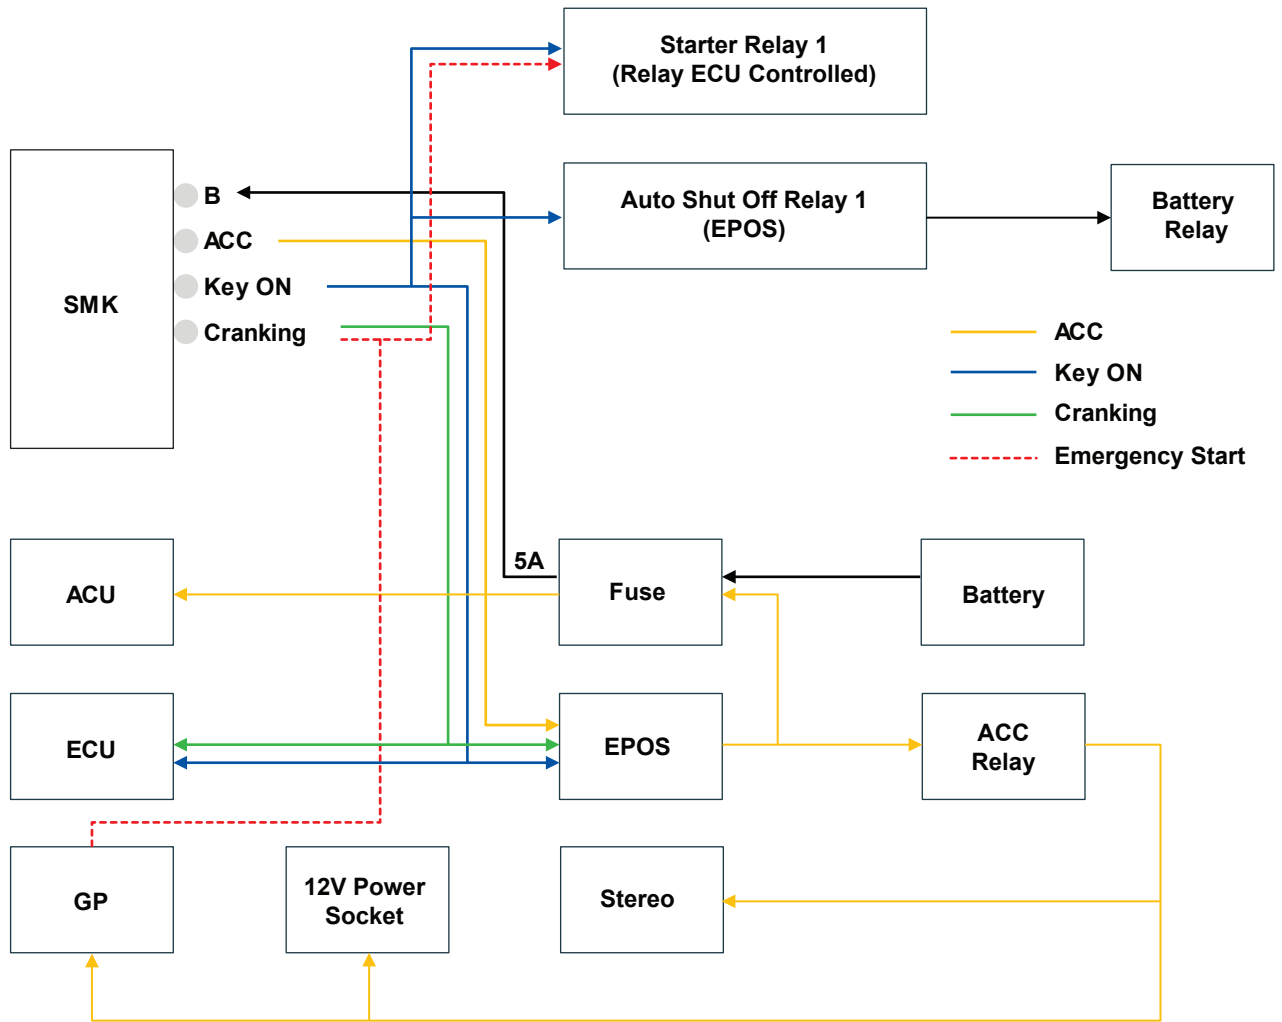 Starter Relay 1
(Relay ECU Controlled)
SMK
B
ACC
Key ON
Cranking
Auto Shut Off Relay 1
(EPOS)
Battery
Relay
ACC
Key ON
Cranking
Emergency Start
ACU
5A
Fuse
Battery
ECU
EPOS
ACC
Relay
GP
12V Power
Socket
Stereo